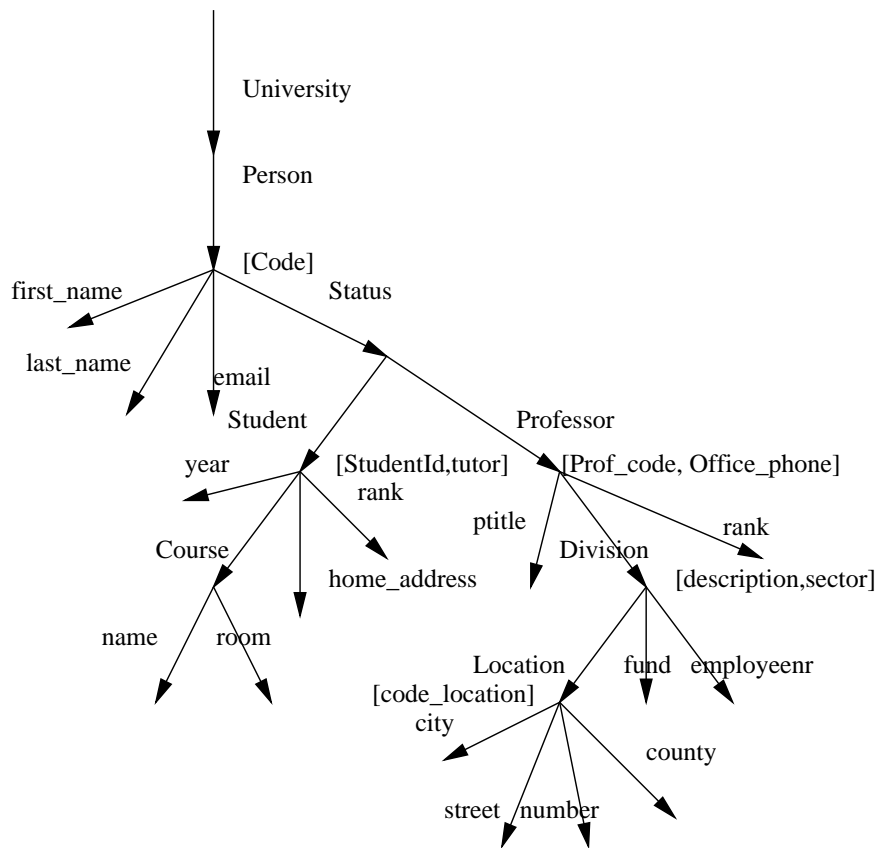 University
Person
[Code]
first_name
Status
last_name
email
Student
Professor
year
[StudentId,tutor]
[Prof_code, Office_phone]
rank
ptitle
rank
Course
Division
home_address
[description,sector]
name
room
Location
fund
employeenr
[code_location]
city
county
street
number